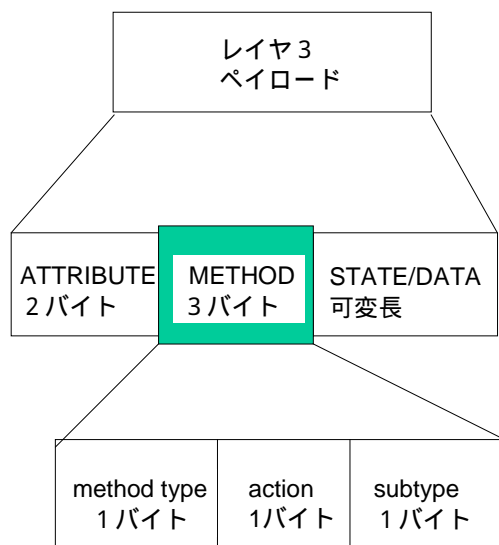 レイヤ 3
ペイロード
ATTRIBUTE
2 バイト
METHOD
3 バイト
STATE/DATA
可変長
method type
1 バイト
action
1バイト
subtype
1 バイト